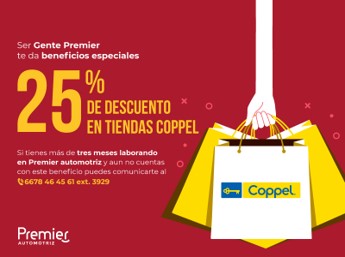 Ser Gente Premier
te da beneficios especiales
25%
DE DESCUENTO
EN TIENDAS COPPEL
Si tienes más de tres meses laborando
en Premier automotriz y aun no cuentas
con este beneficio puedes comunicarte al
6678 46 45 61 ext. 3929
Coppel
Premier
AUTOMOTRIZ